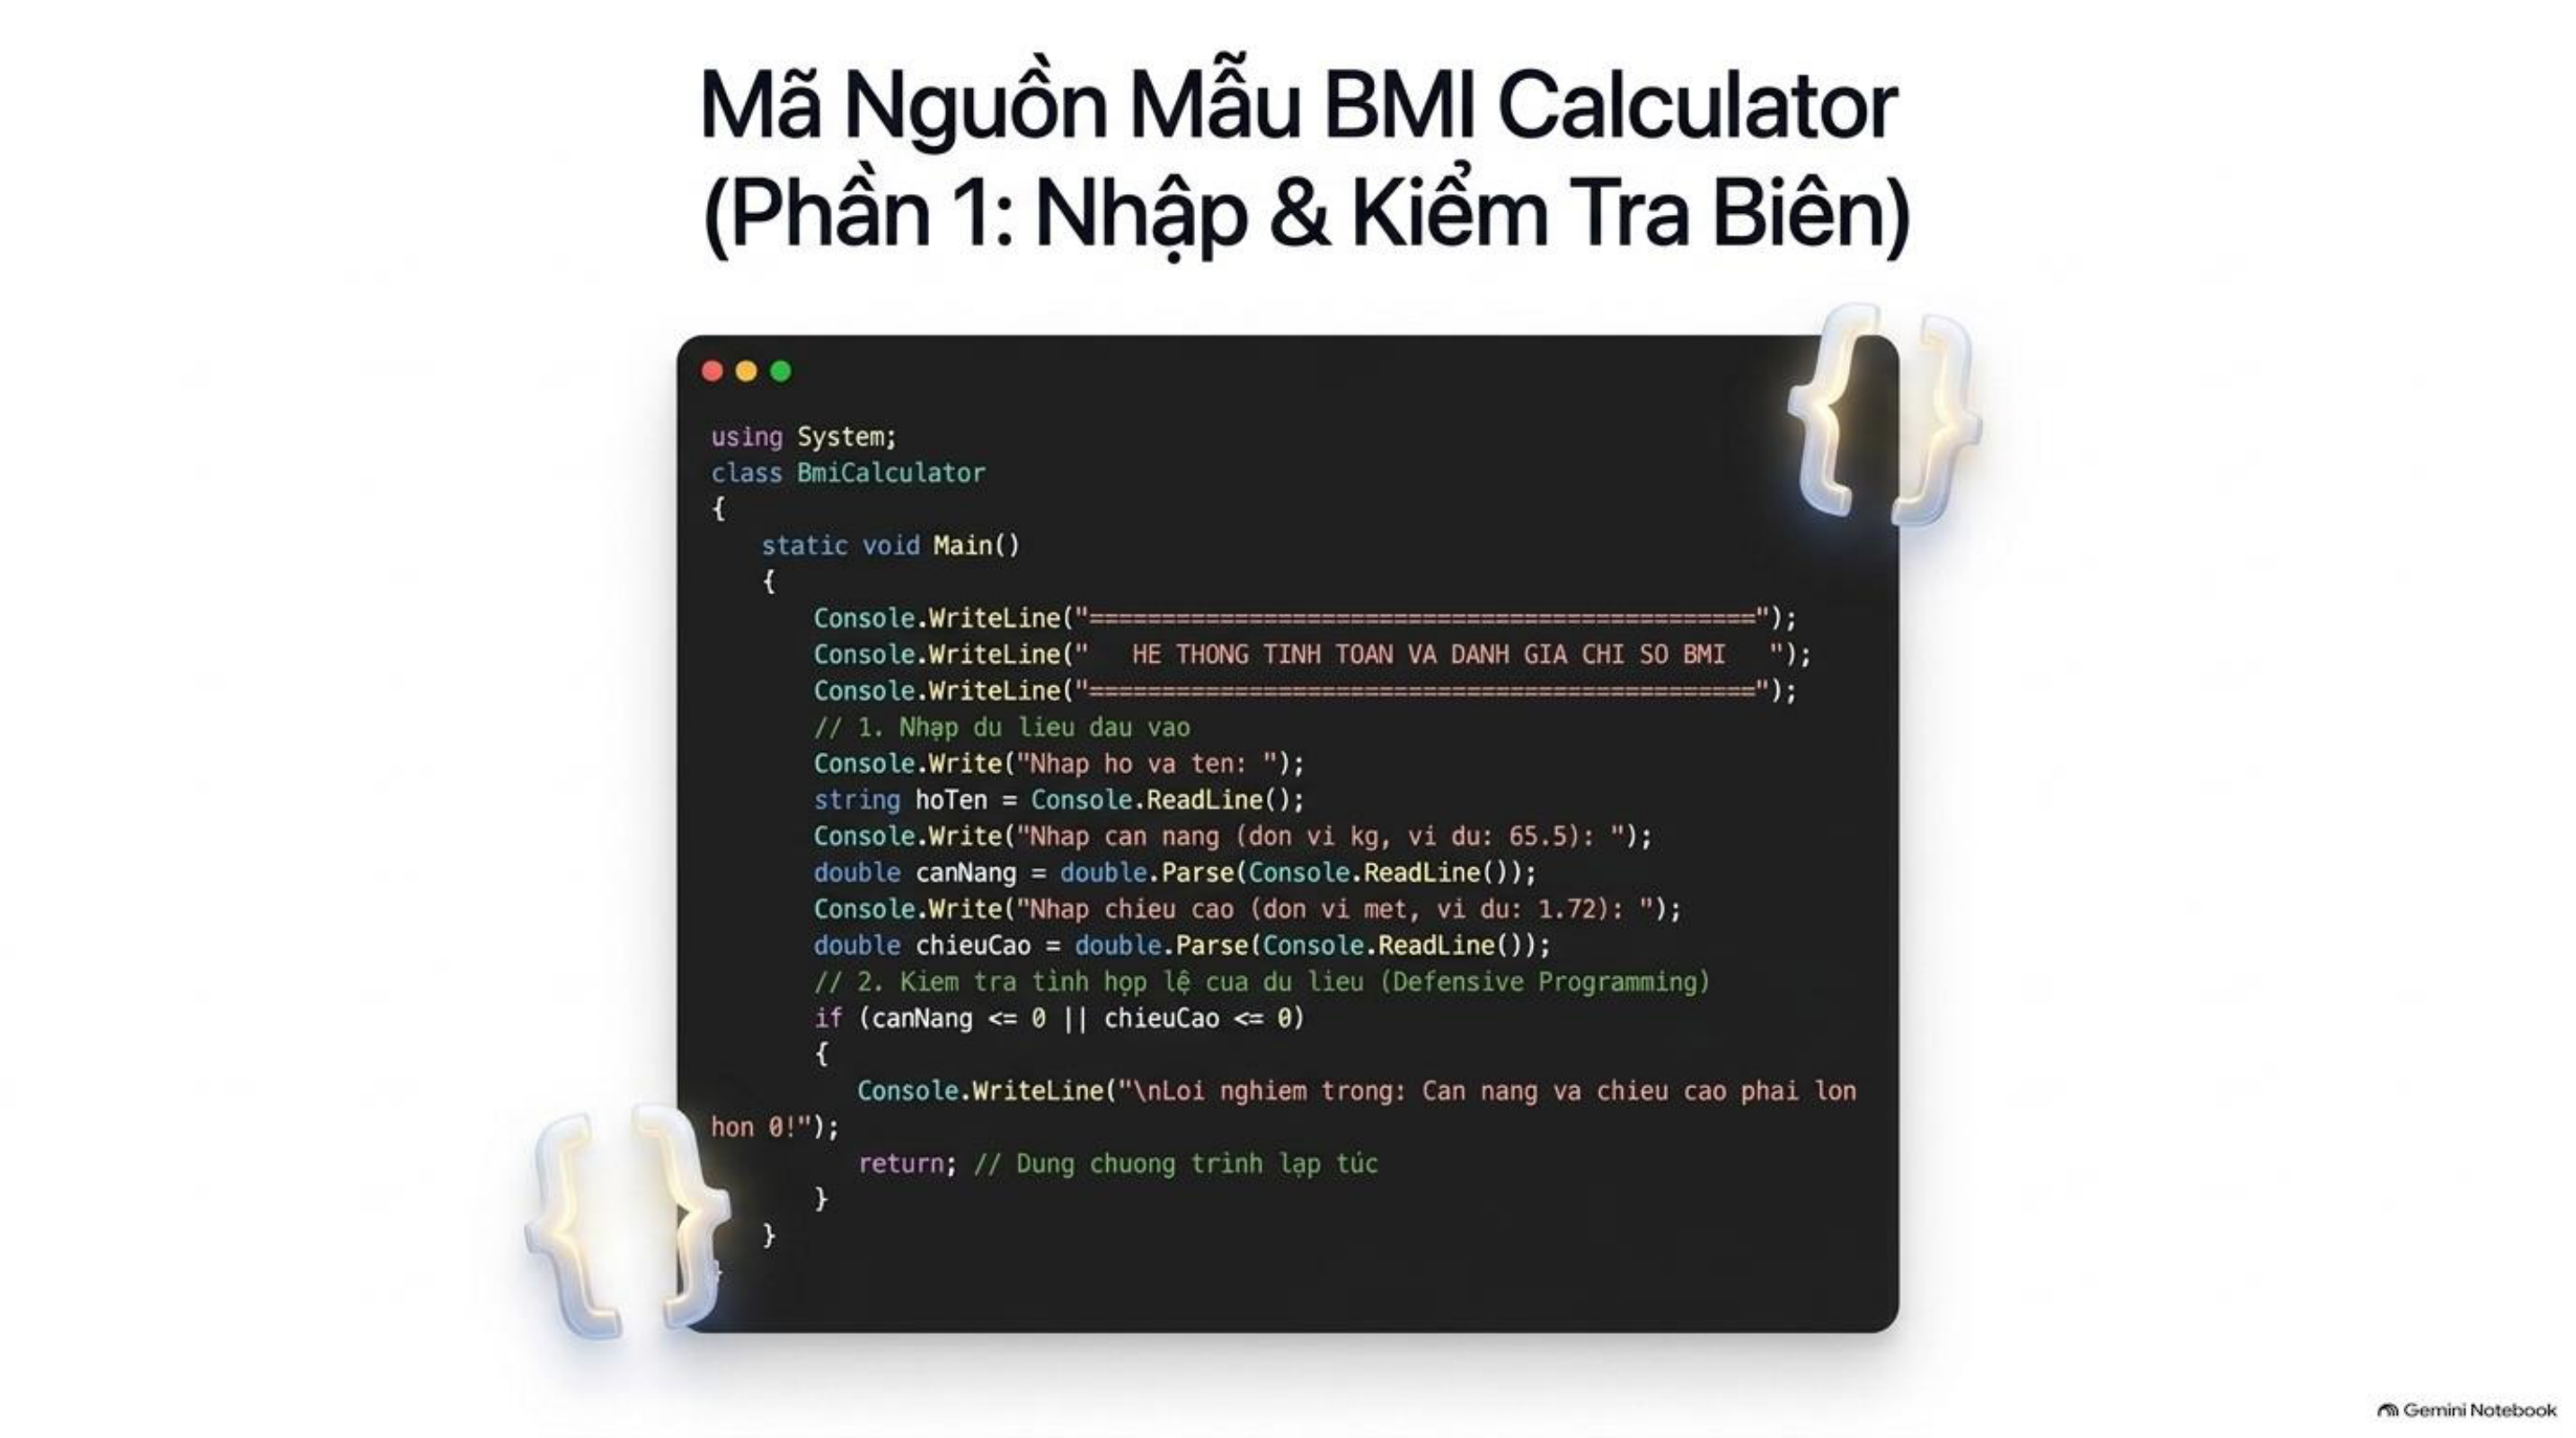 Mã Nguồn Mẫu BMI Calculator
(Phần 1: Nhập & Kiểm Tra Biên)
using System;
class BmiCalculator
{
static void Main()
{
Console.WriteLine("==============================================");
Console.WriteLine("   HE THONG TINH TOAN VA DANH GIA CHI SO BMI   ");
Console.WriteLine("==============================================");
// 1. Nhạp du lieu dau vao
Console.Write("Nhap ho va ten: ");
string hoTen = Console.ReadLine();
Console.Write("Nhap can nang (don vi kg, vi du: 65.5): ");
double canNang = double.Parse(Console.ReadLine());
Console.Write("Nhap chieu cao (don vi met, vi du: 1.72): ");
double chieuCao = double.Parse(Console.ReadLine());
// 2. Kiem tra tình họp lệ cua du lieu (Defensive Programming)
if (canNang <= 0 || chieuCao <= 0)
{
Console.WriteLine("\nLoi nghiem trong: Can nang va chieu cao phai lon
hon 0!");
return; // Dung chuong trình lạp túc
}
}
}
Gemini Notebook